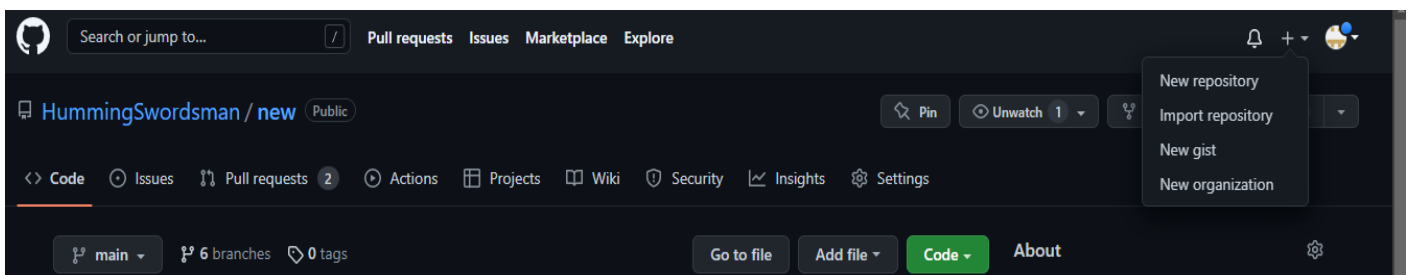 Search or jump to... / Pull requests Issues Marketplace Explore
New repository
Import repository
New gist
New organization
HummingSwordsman / new Public
Pin Unwatch 1
<> Code Issues Pull requests 2 Actions Projects Wiki Security Insights Settings
main 6 branches 0 tags Go to file Add file Code About